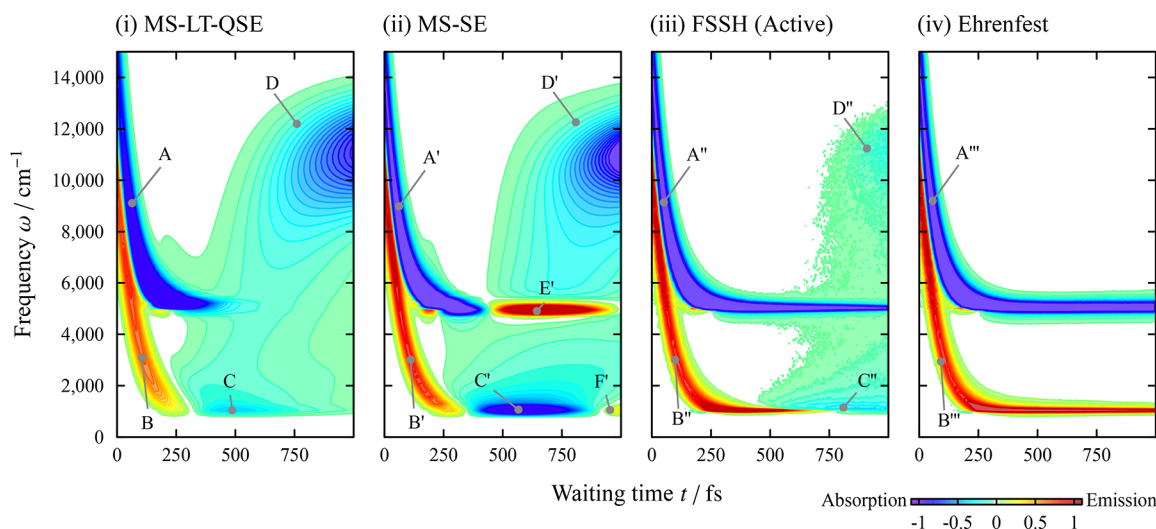 (i) MS-LT-QSE (ii) MS-SE (iii) FSSH (Active) (iv) Ehrenfest
Frequency ω / cm⁻¹
14,000
12,000
10,000
8,000
6,000
4,000
2,000
0
D
A
B
C
D'
A'
E'
C'
F'
B'
D''
A''
C''
B''
A'''
B'''
0 250 500 750 0 250 500 750 0 250 500 750 0 250 500 750
Waiting time t / fs
Absorption Emission
-1 -0.5 0 0.5 1